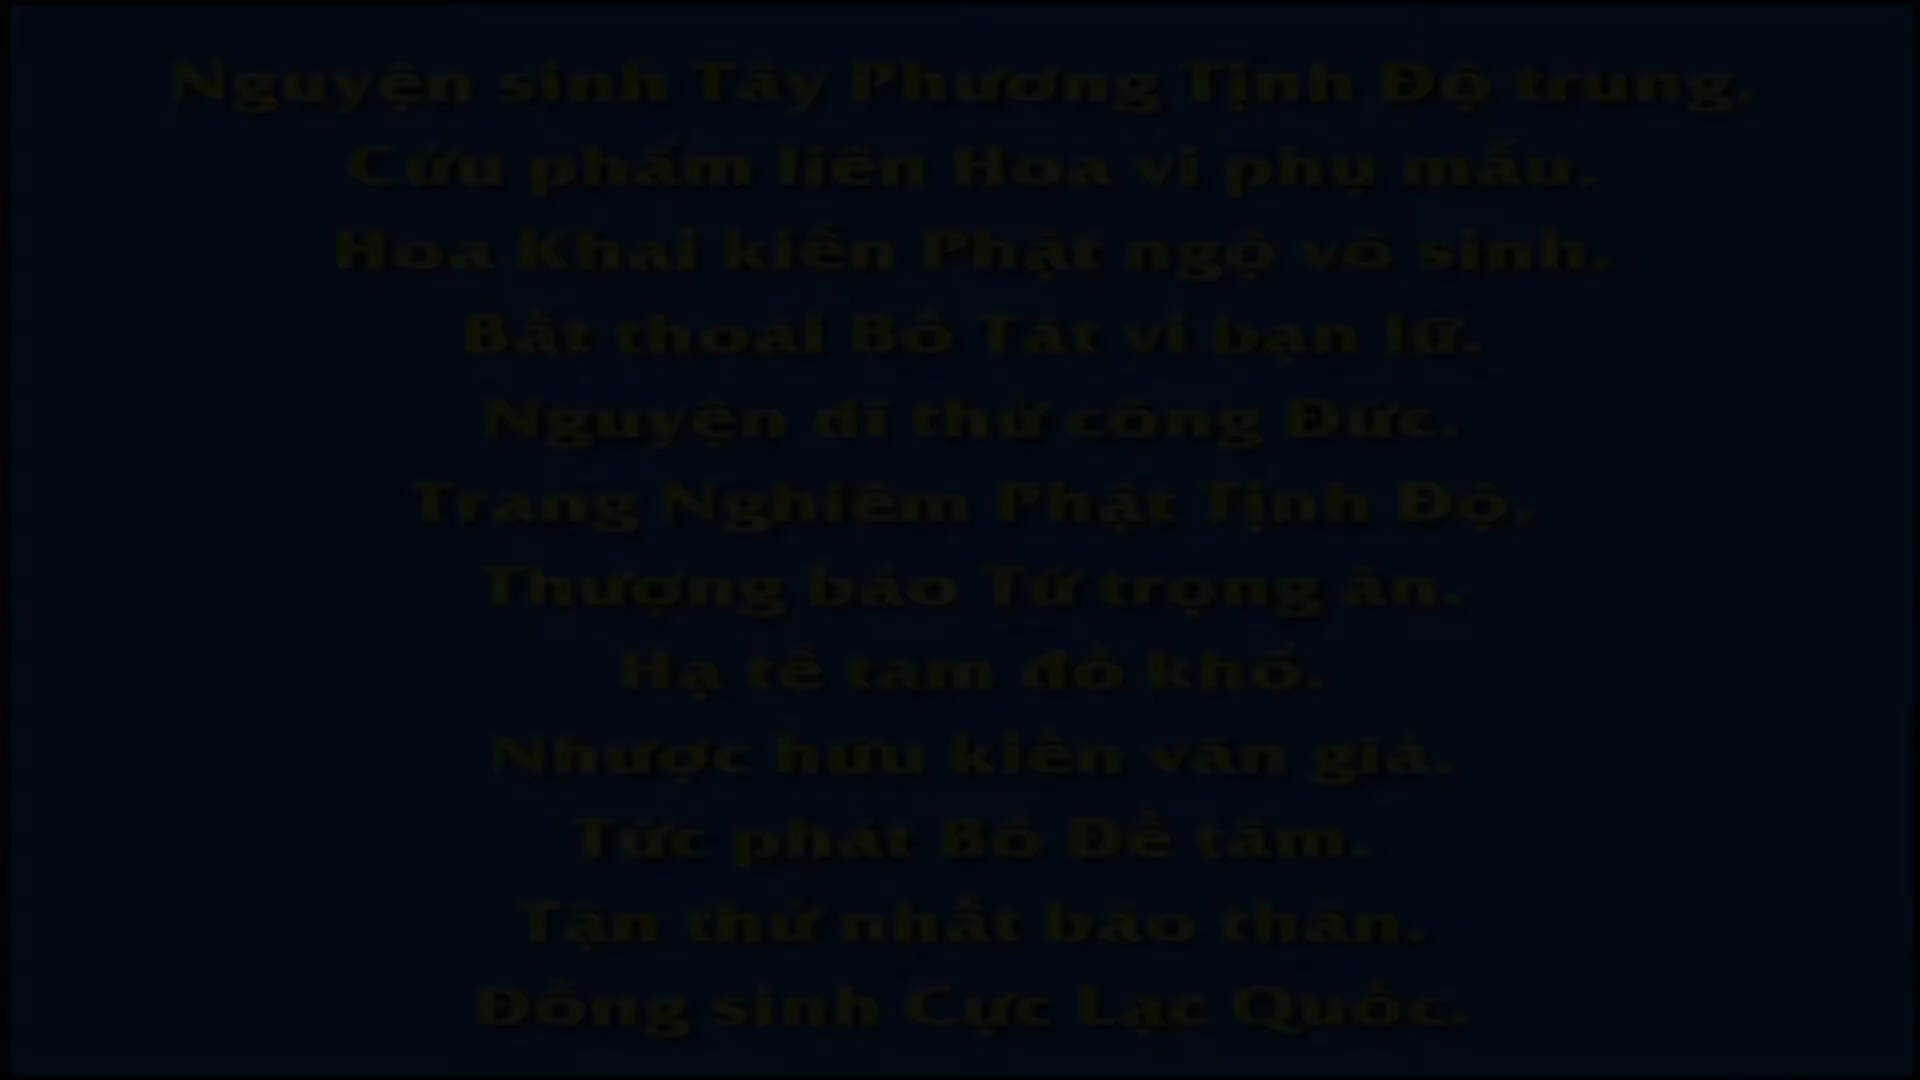 Nguyện sinh Tây Phương Tịnh Độ trung.
Cửu phẩm liên Hoa vi phụ mẫu.
Hoa Khai kiến Phật ngộ vô sinh.
Bất thoái Bồ Tát vi bạn lữ.
Nguyện dĩ thử công Đức.
Trang Nghiêm Phật Tịnh Độ.
Thượng báo Tứ trọng ân.
Hạ tế tam đồ khổ.
Nhược hữu kiến văn giả.
Tức phát Bồ Đề tâm.
Tận thử nhất báo thân.
Đồng sinh Cực Lạc Quốc.